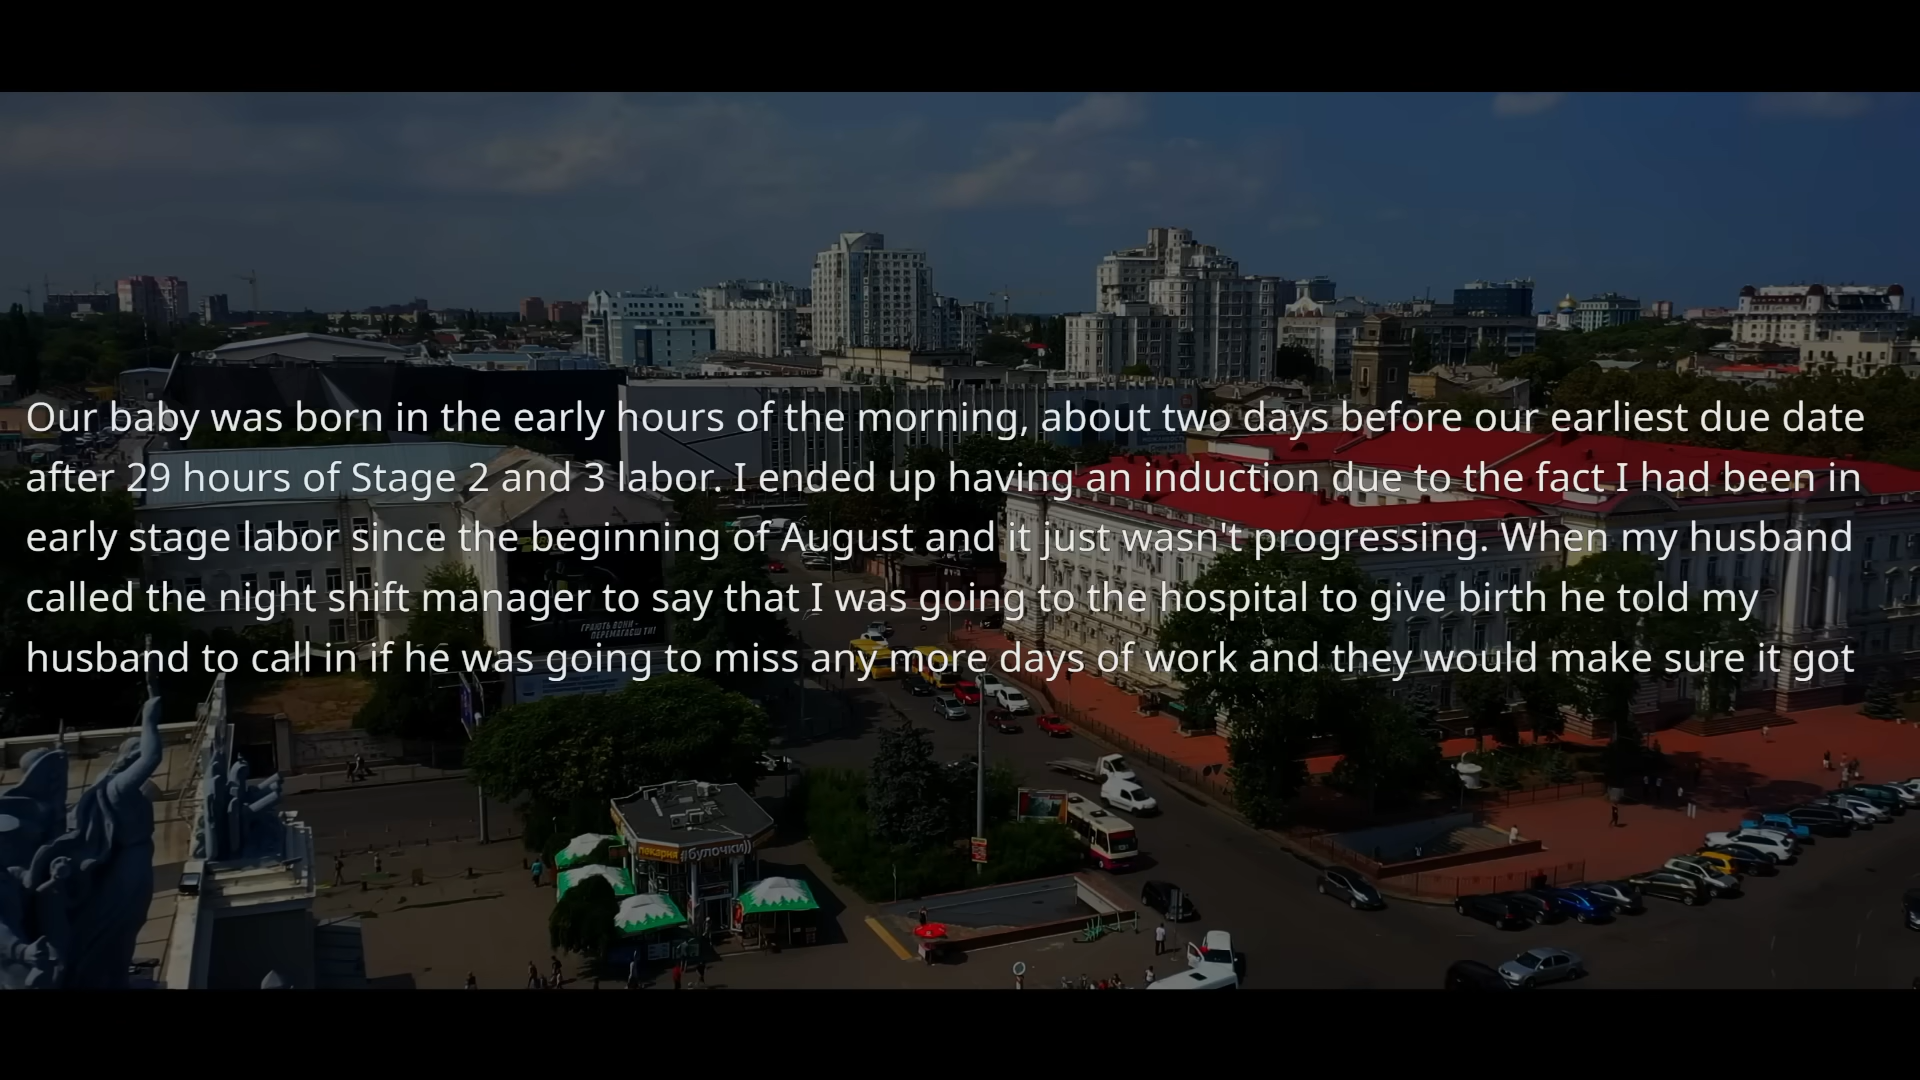 Our baby was born in the early hours of the morning, about two days before our earliest due date
after 29 hours of Stage 2 and 3 labor. I ended up having an induction due to the fact I had been in
early stage labor since the beginning of August and it just wasn't progressing. When my husband
called the night shift manager to say that I was going to the hospital to give birth he told my
husband to call in if he was going to miss any more days of work and they would make sure it got
ГРАЮТЬ ВОНИ -
ПЕРЕМАГАЄШ ТИ!
пекарня
булочки))